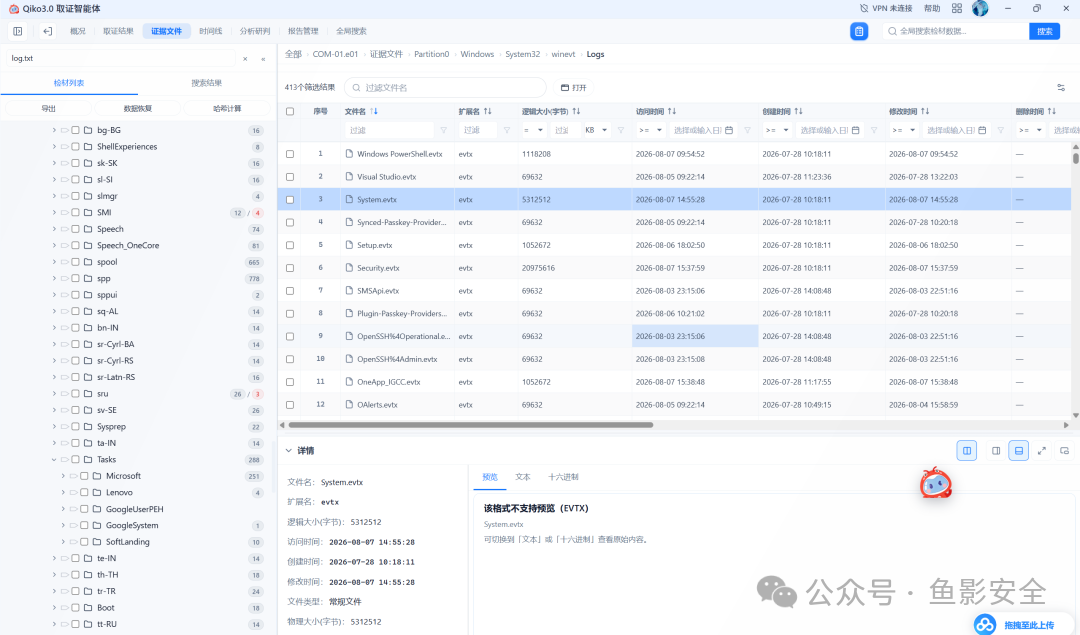 Qiko3.0 取证智能体
VPN 未连接 帮助
概况 取证结果 证据文件 时间线 分析研判 报告管理 全局搜索
全局搜索检材数据... 搜索
log.txt × «
检材列表 搜索结果
导出 数据恢复 哈希计算
bg-BG 16
ShellExperiences 8
sk-SK 16
sl-SI 16
slmgr 4
SMI 12 / 4
Speech 74
Speech_OneCore 81
spool 665
spp 778
sppui 2
sq-AL 14
bn-IN 14
sr-Cyrl-BA 14
sr-Cyrl-RS 14
sr-Latn-RS 16
sru 26 / 3
sv-SE 26
Sysprep 22
ta-IN 14
Tasks 288
Microsoft 251
Lenovo 4
GoogleUserPEH
GoogleSystem 1
SoftLanding 10
te-IN 14
th-TH 18
tr-TR 24
Boot 18
tt-RU 14
全部 › COM-01.e01 › 证据文件 › Partition0 › Windows › System32 › winevt › Logs
413个筛选结果 过滤文件名 打开
序号 文件名 ↑↓ 扩展名 ↑↓ 逻辑大小(字节) ↑↓ 访问时间 ↑↓ 创建时间 ↑↓ 修改时间 ↑↓ 删除时间 ↑↓
过滤 过滤 = 过滤 KB >= 选择或输入日 >= 选择或输入日 >= 选择或输入日 >= 选择或
1 Windows PowerShell.evtx evtx 1118208 2026-08-07 09:54:52 2026-07-28 10:18:11 2026-08-07 09:54:52 —
2 Visual Studio.evtx evtx 69632 2026-08-05 09:22:14 2026-07-28 11:23:36 2026-07-28 13:22:03 —
3 System.evtx evtx 5312512 2026-08-07 14:55:28 2026-07-28 10:18:11 2026-08-07 14:55:28 —
4 Synced-Passkey-Provider... evtx 69632 2026-08-05 09:22:14 2026-07-28 10:18:11 2026-07-28 10:20:18 —
5 Setup.evtx evtx 1052672 2026-08-06 18:02:50 2026-07-28 10:18:11 2026-08-06 18:02:50 —
6 Security.evtx evtx 20975616 2026-08-07 15:37:59 2026-07-28 10:18:11 2026-08-07 15:37:59 —
7 SMSApi.evtx evtx 69632 2026-08-03 23:15:06 2026-07-28 14:08:48 2026-08-03 22:51:16 —
8 Plugin-Passkey-Providers... evtx 69632 2026-08-06 10:21:02 2026-07-28 10:18:11 2026-07-28 10:20:18 —
9 OpenSSH%4Operational.e... evtx 69632 2026-08-03 23:15:06 2026-07-28 14:08:48 2026-08-03 22:51:16 —
10 OpenSSH%4Admin.evtx evtx 69632 2026-08-03 23:15:08 2026-07-28 14:08:48 2026-08-03 22:51:16 —
11 OneApp_IGCC.evtx evtx 1052672 2026-08-07 15:38:48 2026-07-28 11:17:55 2026-08-07 15:38:48 —
12 OAlerts.evtx evtx 69632 2026-08-05 09:22:14 2026-07-28 10:49:15 2026-08-04 15:58:59 —
详情
文件名: System.evtx
扩展名: evtx
逻辑大小(字节): 5312512
访问时间: 2026-08-07 14:55:28
创建时间: 2026-07-28 10:18:11
修改时间: 2026-08-07 14:55:28
文件类型: 常规文件
物理大小(字节): 5312512
预览 文本 十六进制
该格式不支持预览（EVTX）
System.evtx
可切换到「文本」或「十六进制」查看原始内容。
公众号 · 鱼影安全
拖拽至此上传